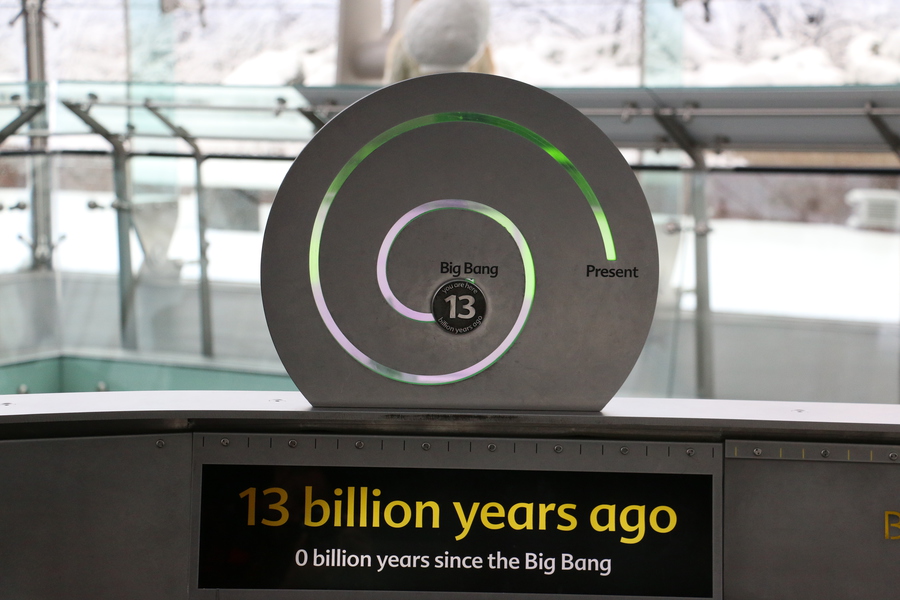 Big Bang
Present
you are here
13
billion years ago
13 billion years ago
0 billion years since the Big Bang
B